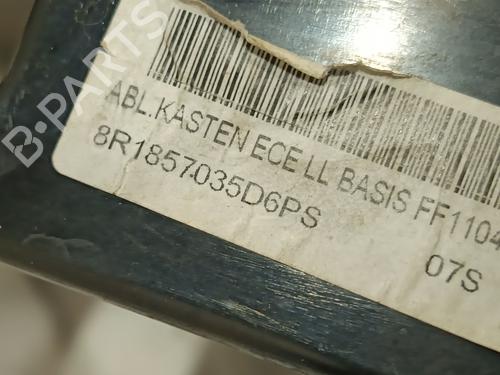 B-PARTS
ABL.KASTEN ECE LL BASIS FF1104
8R1857035D6PS
07S